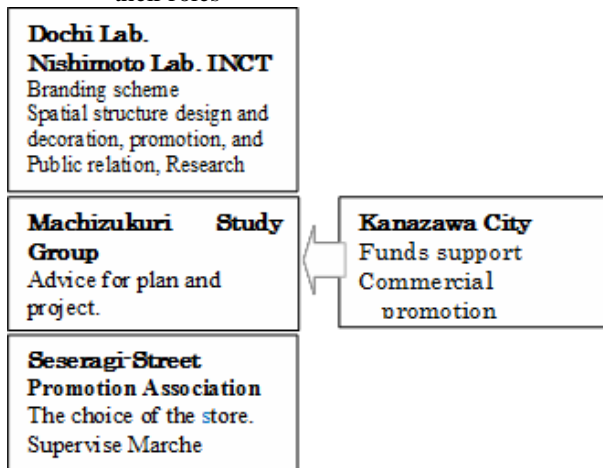 their roles
Dochi Lab.
Nishimoto Lab. INCT
Branding scheme
Spatial structure design and
decoration, promotion, and
Public relation, Research
Machizukuri Study
Group
Advice for plan and
project.
Kanazawa City
Funds support
Commercial
promotion
Seseragi-Street
Promotion Association
The choice of the store.
Supervise Marche